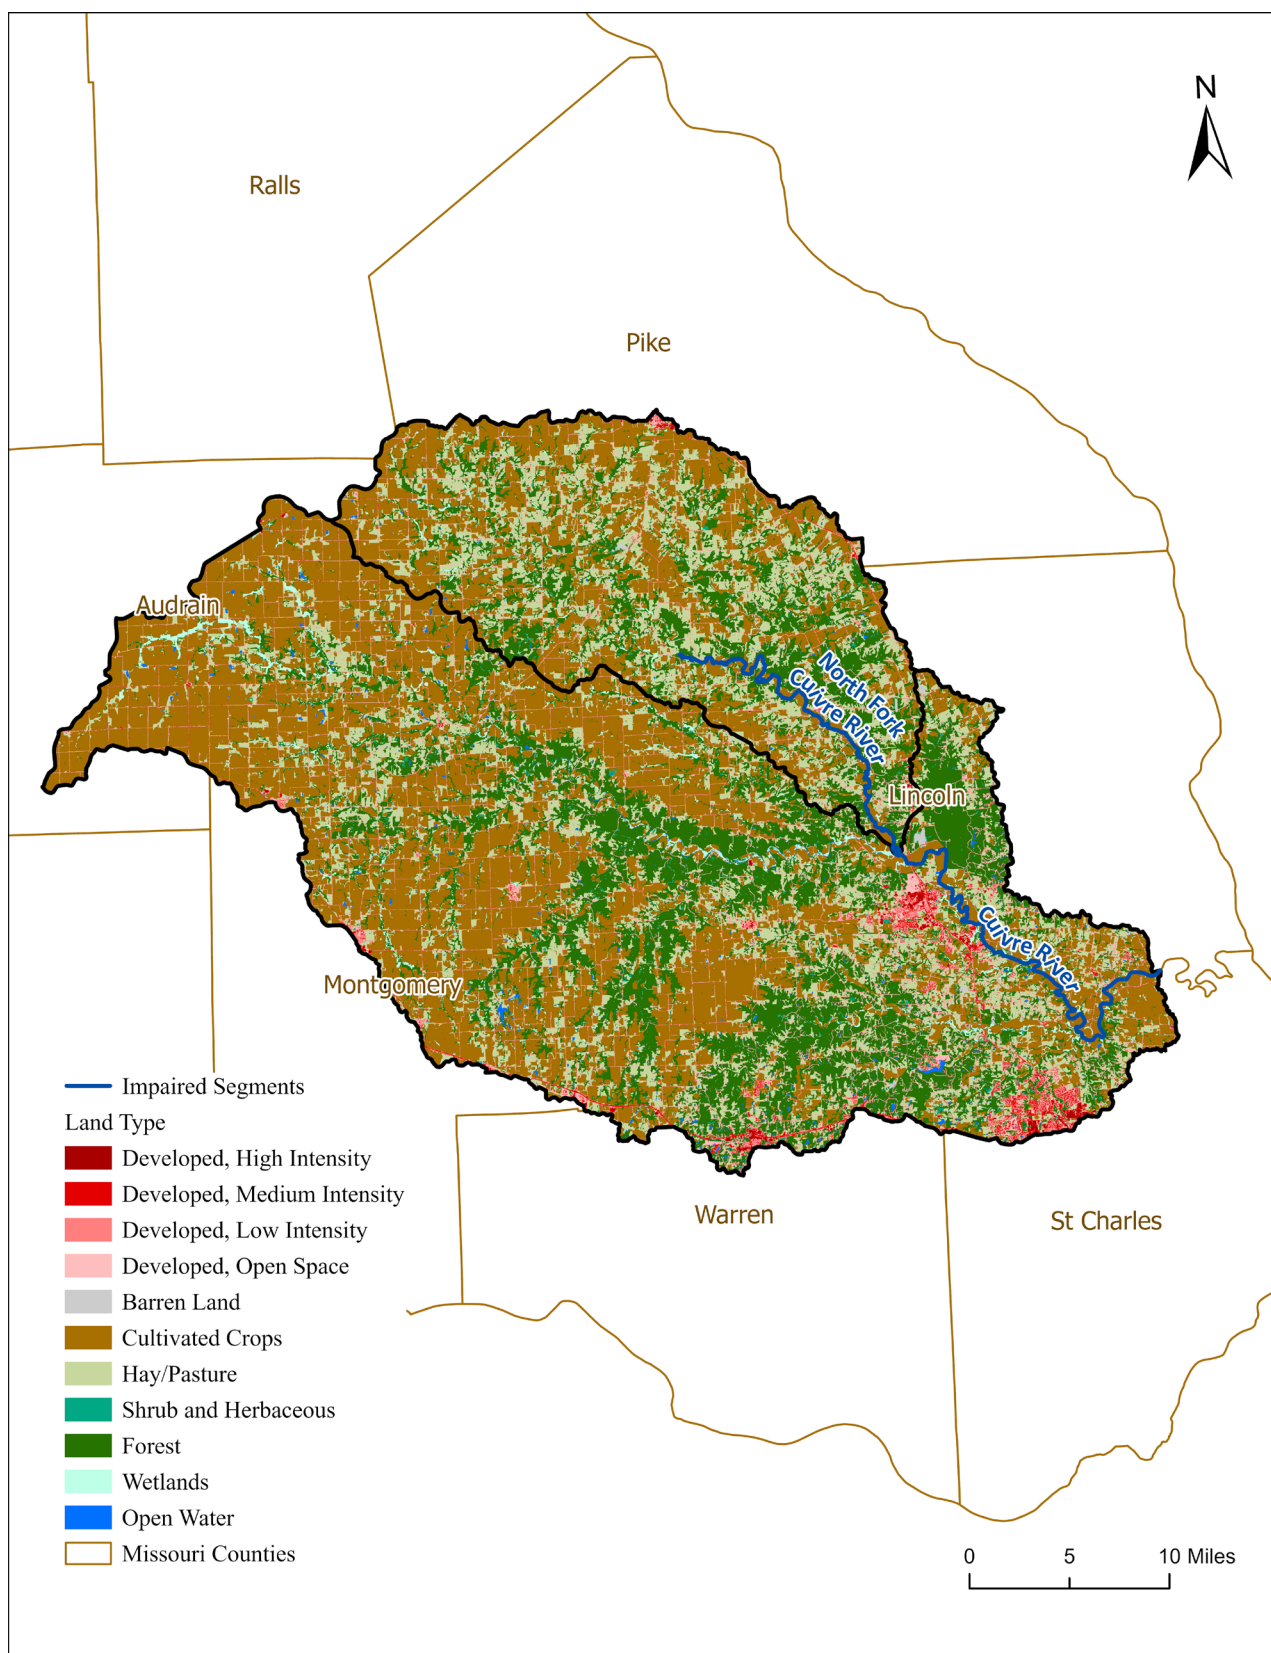 N
Ralls
Pike
Audrain
North Fork
Cuivre River
Lincoln
Cuivre River
Montgomery
Impaired Segments
Land Type
Developed, High Intensity
Developed, Medium Intensity
Developed, Low Intensity
Developed, Open Space
Barren Land
Cultivated Crops
Hay/Pasture
Shrub and Herbaceous
Forest
Wetlands
Open Water
Missouri Counties
Warren
St Charles
0 5 10 Miles